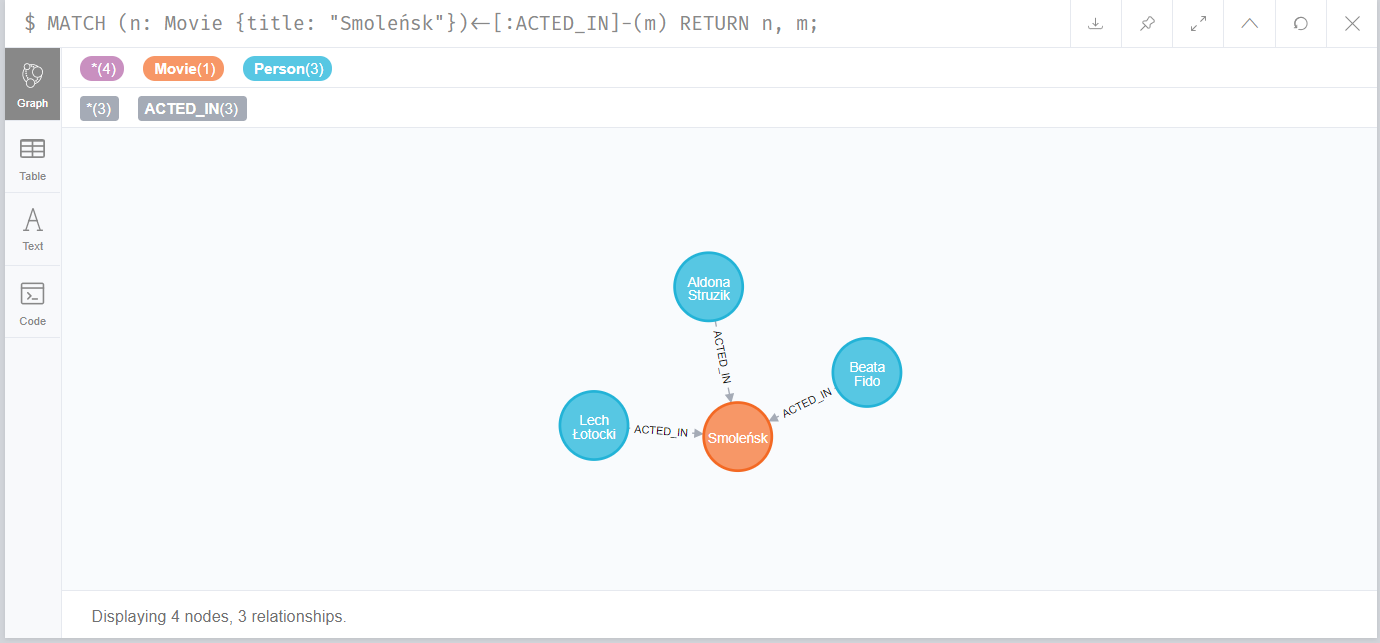 $ MATCH (n: Movie {title: "Smoleńsk"})<-[:ACTED_IN]-(m) RETURN n, m;
Graph
*(4) Movie(1) Person(3)
*(3) ACTED_IN(3)
Table
Text
Code
Aldona
Struzik
ACTED_IN
Beata
Fido
ACTED_IN
Lech
Łotocki
ACTED_IN
Smoleńsk
Displaying 4 nodes, 3 relationships.